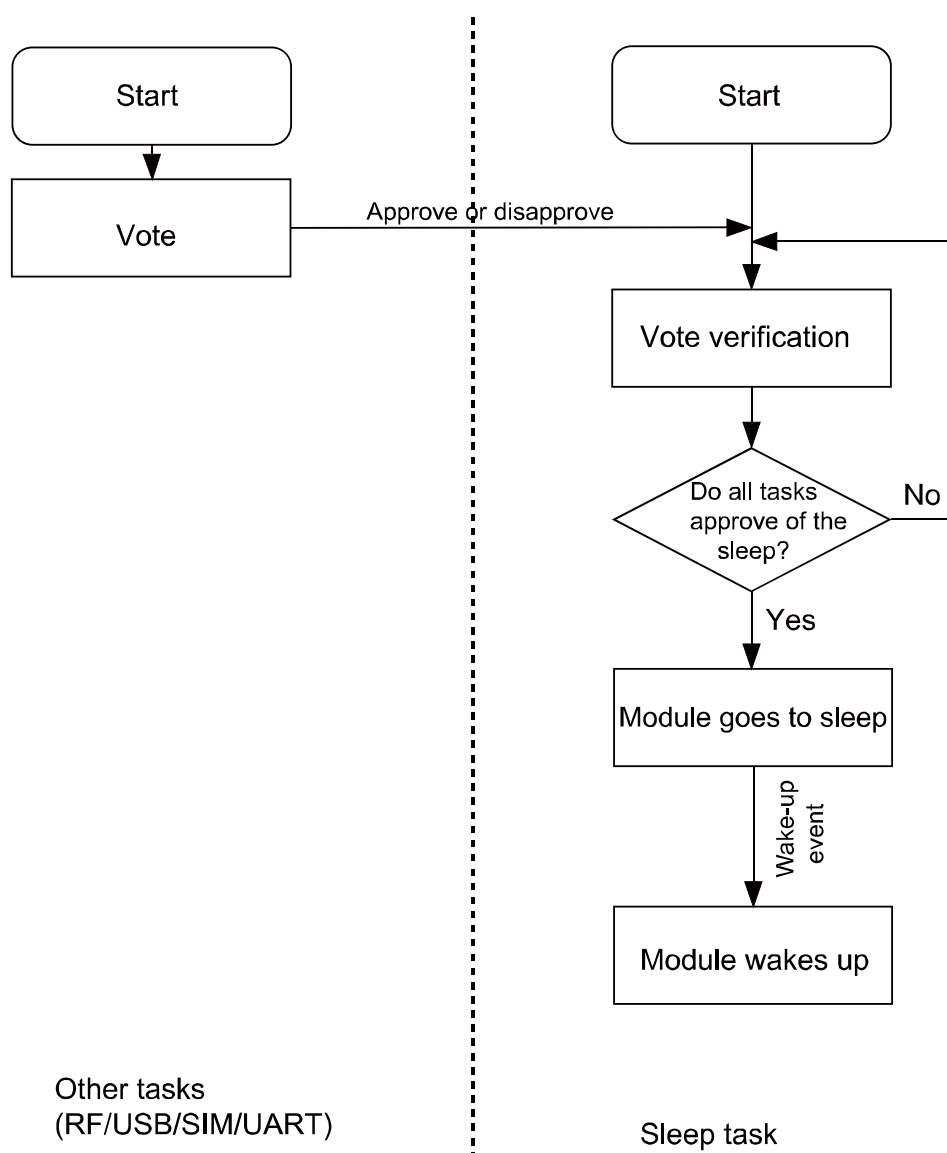 Start
Start
Approve or disapprove
Vote
Vote verification
Do all tasks
approve of the
sleep?
No
Yes
Module goes to sleep
Wake-up
event
Module wakes up
Other tasks
(RF/USB/SIM/UART)
Sleep task